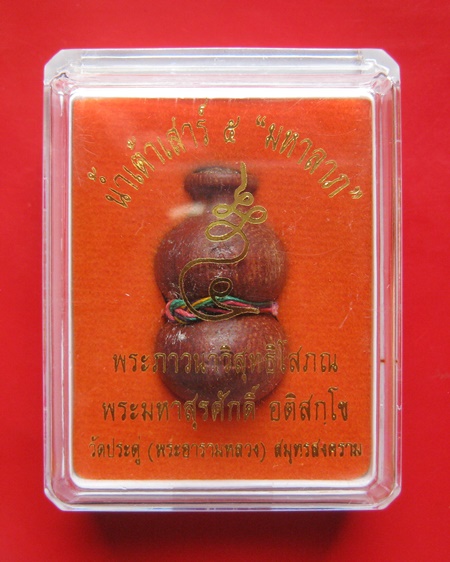 น้ำเต้าเสาร์ ๕ “มหาลาภ”
พระภาวนาวิสุทธิโสภณ
พระมหาสุรศักดิ์ อติสกฺโข
วัดประดู่ (พระอารามหลวง) สมุทรสงคราม